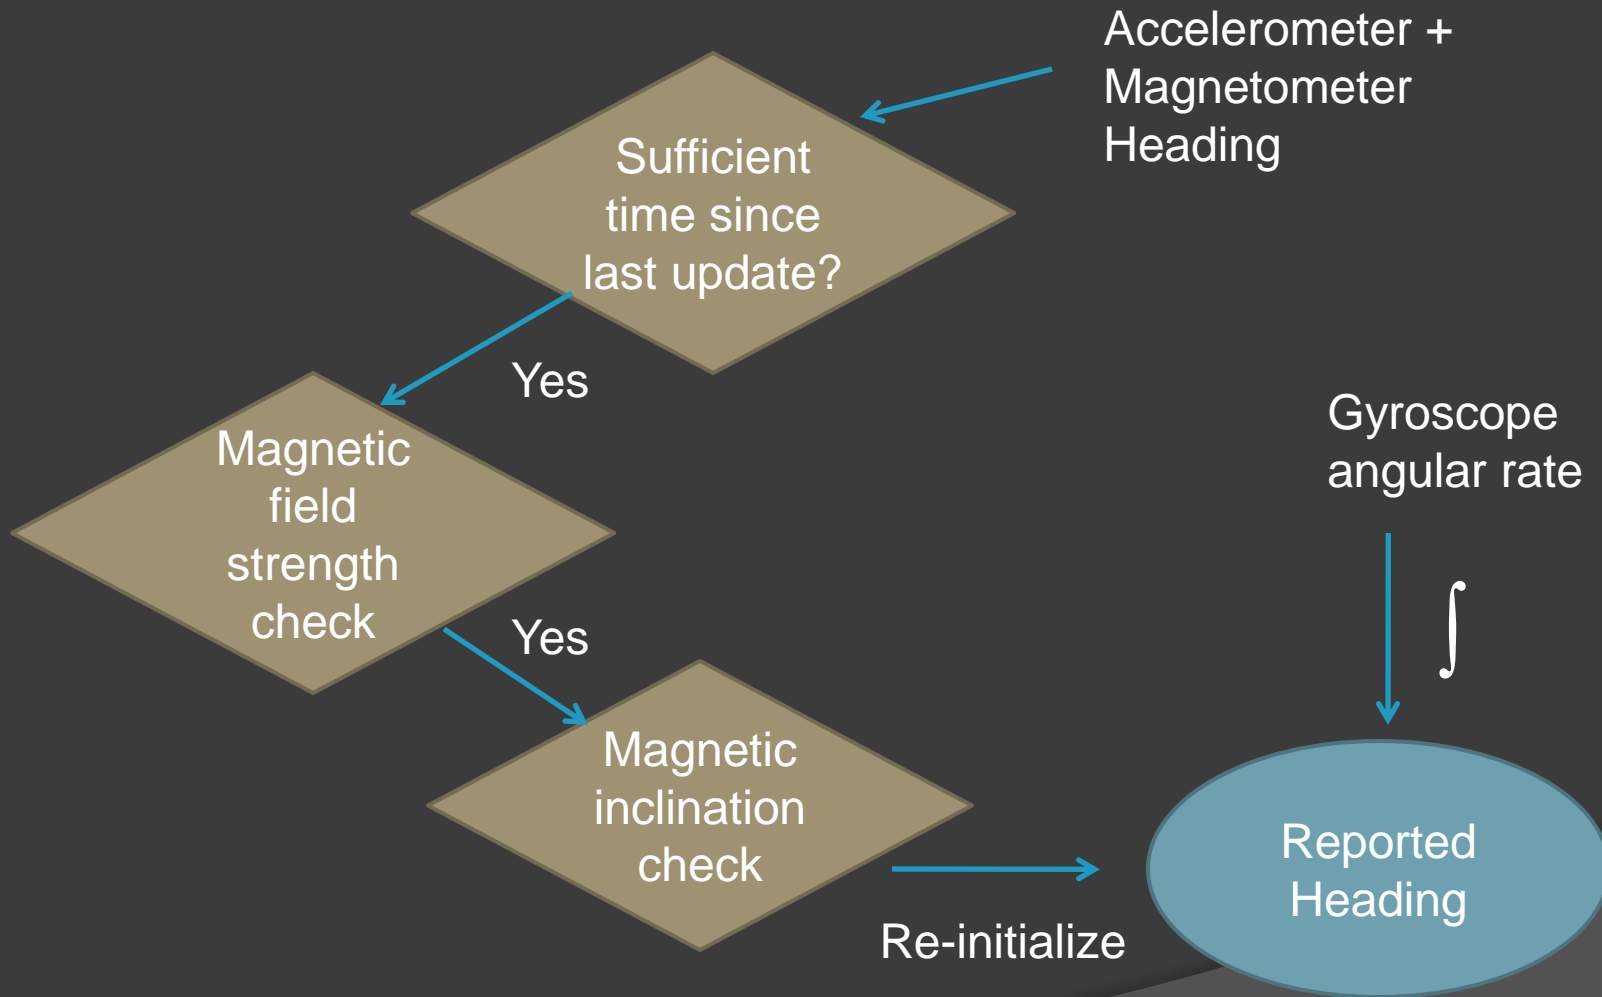 Accelerometer +
Magnetometer
Heading
Sufficient
time since
last update?
Yes
Magnetic
field
strength
check
Yes
Magnetic
inclination
check
Re-initialize
Gyroscope
angular rate
∫
Reported
Heading